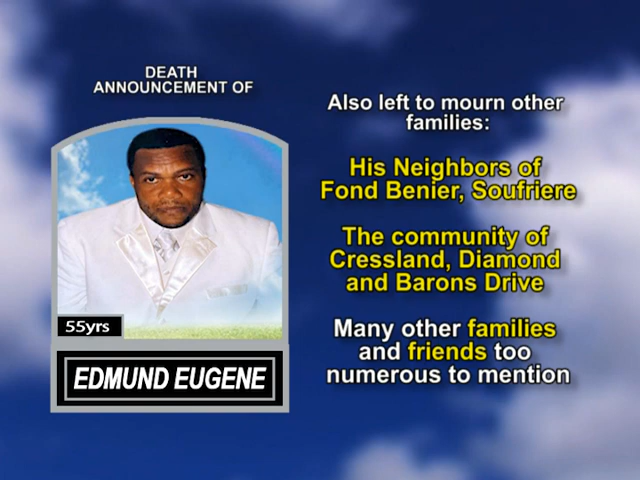 DEATH
ANNOUNCEMENT OF
55yrs
EDMUND EUGENE
Also left to mourn other
families:
His Neighbors of
Fond Benier, Soufriere
The community of
Cressland, Diamond
and Barons Drive
Many other families
and friends too
numerous to mention